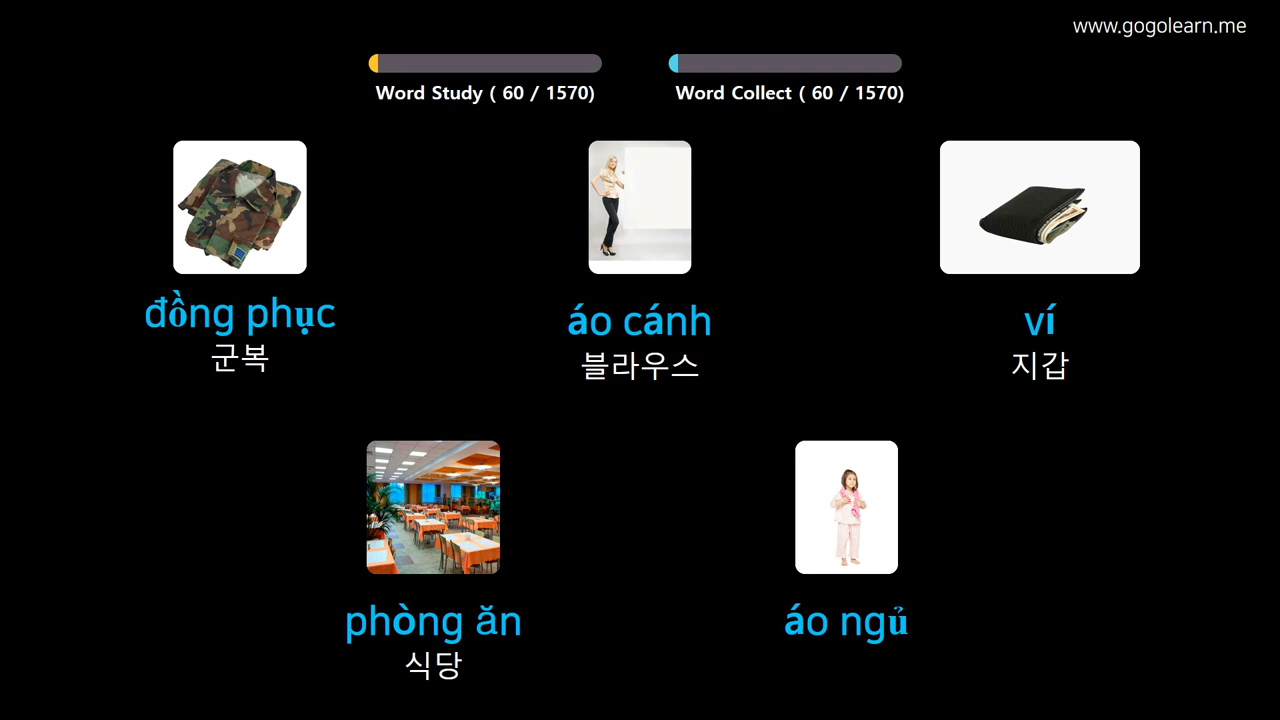 www.gogolearn.me
Word Study ( 60 / 1570)
Word Collect ( 60 / 1570)
đồng phục
군복
áo cánh
블라우스
ví
지갑
phòng ăn
식당
áo ngủ